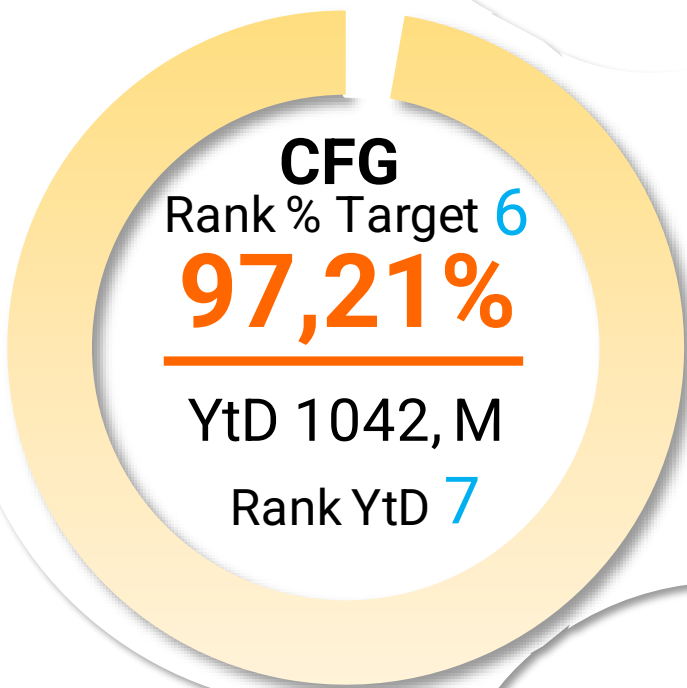 CFG
Rank % Target 6
97,21%
YtD 1042, M
Rank YtD 7